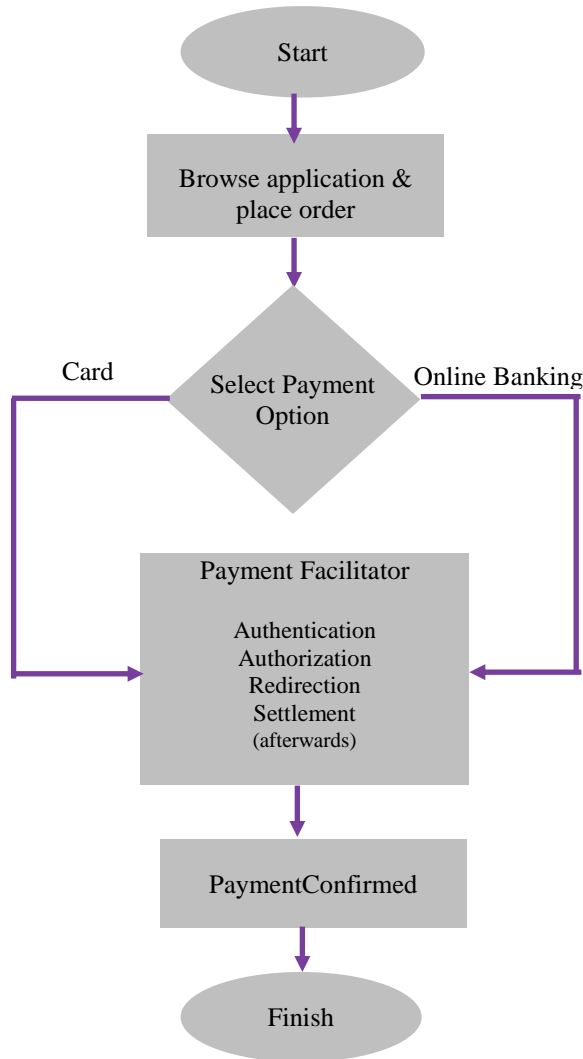 Start
Browse application &
place order
Card
Select Payment
Option
Online Banking
Payment Facilitator
Authentication
Authorization
Redirection
Settlement
(afterwards)
PaymentConfirmed
Finish